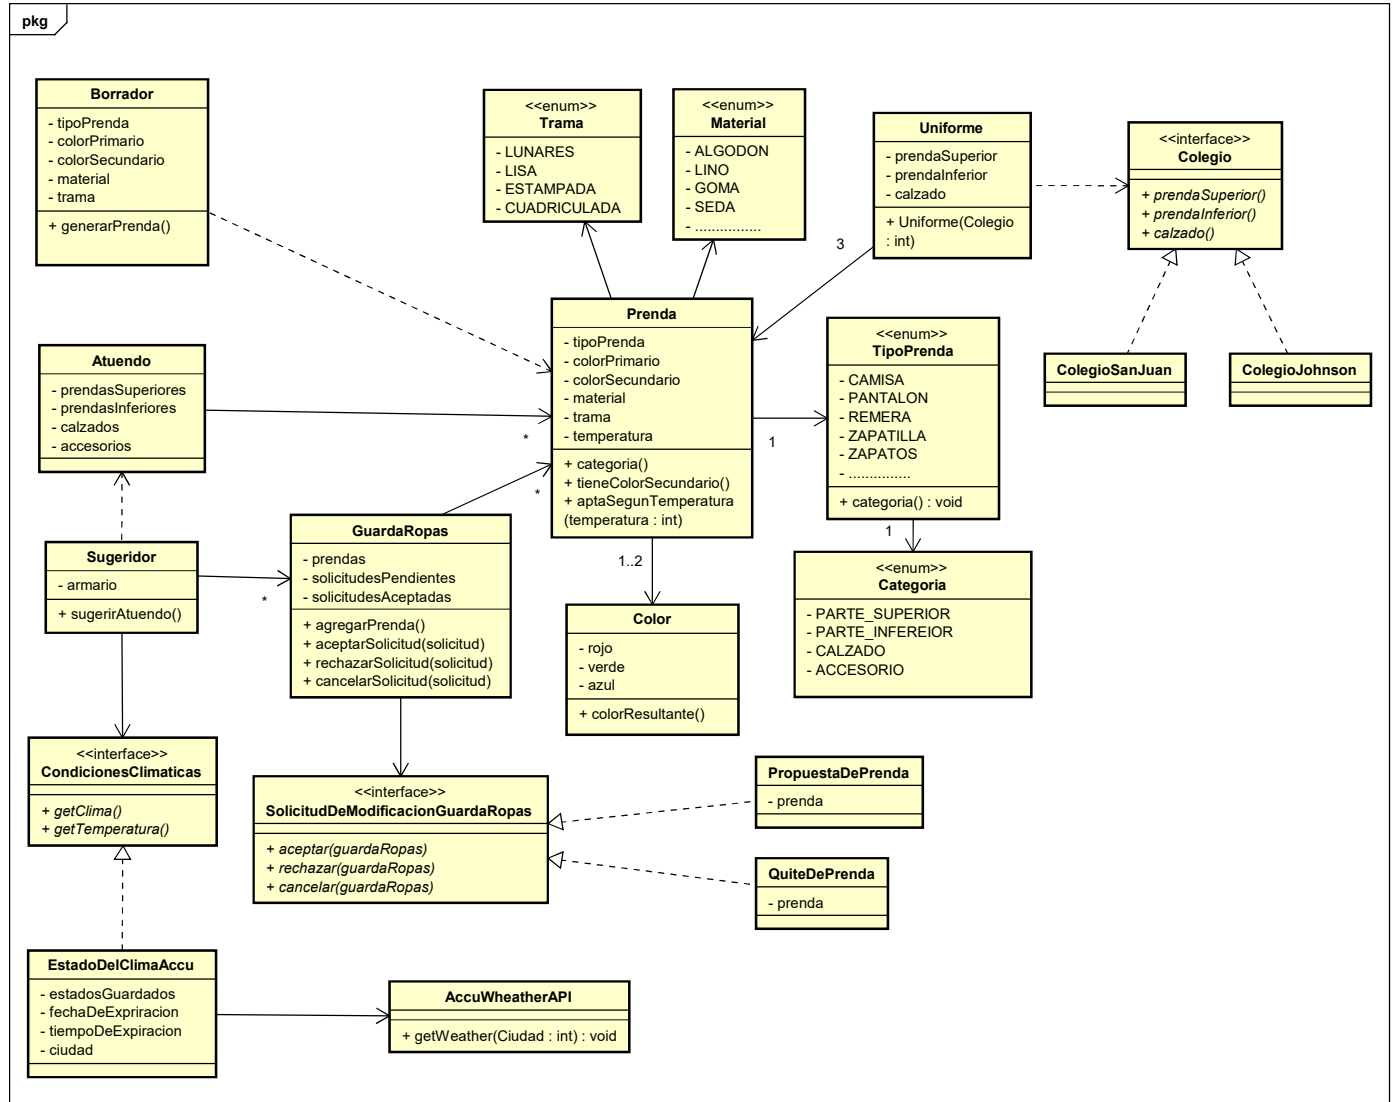 pkg
Borrador
- tipoPrenda
- colorPrimario
- colorSecundario
- material
- trama
+ generarPrenda()
<<enum>>
Trama
- LUNARES
- LISA
- ESTAMPADA
- CUADRICULADA
<<enum>>
Material
- ALGODON
- LINO
- GOMA
- SEDA
- ................
Uniforme
- prendaSuperior
- prendaInferior
- calzado
+ Uniforme(Colegio
: int)
<<interface>>
Colegio
+ prendaSuperior()
+ prendaInferior()
+ calzado()
3
Prenda
- tipoPrenda
- colorPrimario
- colorSecundario
- material
- trama
- temperatura
+ categoria()
+ tieneColorSecundario()
+ aptaSegunTemperatura
(temperatura : int)
<<enum>>
TipoPrenda
- CAMISA
- PANTALON
- REMERA
- ZAPATILLA
- ZAPATOS
- ...............
+ categoria() : void
ColegioSanJuan
ColegioJohnson
Atuendo
- prendasSuperiores
- prendasInferiores
- calzados
- accesorios
*
1
*
GuardaRopas
- prendas
- solicitudesPendientes
- solicitudesAceptadas
+ agregarPrenda()
+ aceptarSolicitud(solicitud)
+ rechazarSolicitud(solicitud)
+ cancelarSolicitud(solicitud)
Sugeridor
- armario
+ sugerirAtuendo()
*
1..2
1
<<enum>>
Categoria
- PARTE_SUPERIOR
- PARTE_INFEREIOR
- CALZADO
- ACCESORIO
Color
- rojo
- verde
- azul
+ colorResultante()
<<interface>>
CondicionesClimaticas
+ getClima()
+ getTemperatura()
<<interface>>
SolicitudDeModificacionGuardaRopas
+ aceptar(guardaRopas)
+ rechazar(guardaRopas)
+ cancelar(guardaRopas)
PropuestaDePrenda
- prenda
QuiteDePrenda
- prenda
EstadoDelClimaAccu
- estadosGuardados
- fechaDeExpriracion
- tiempoDeExpiracion
- ciudad
AccuWheatherAPI
+ getWeather(Ciudad : int) : void